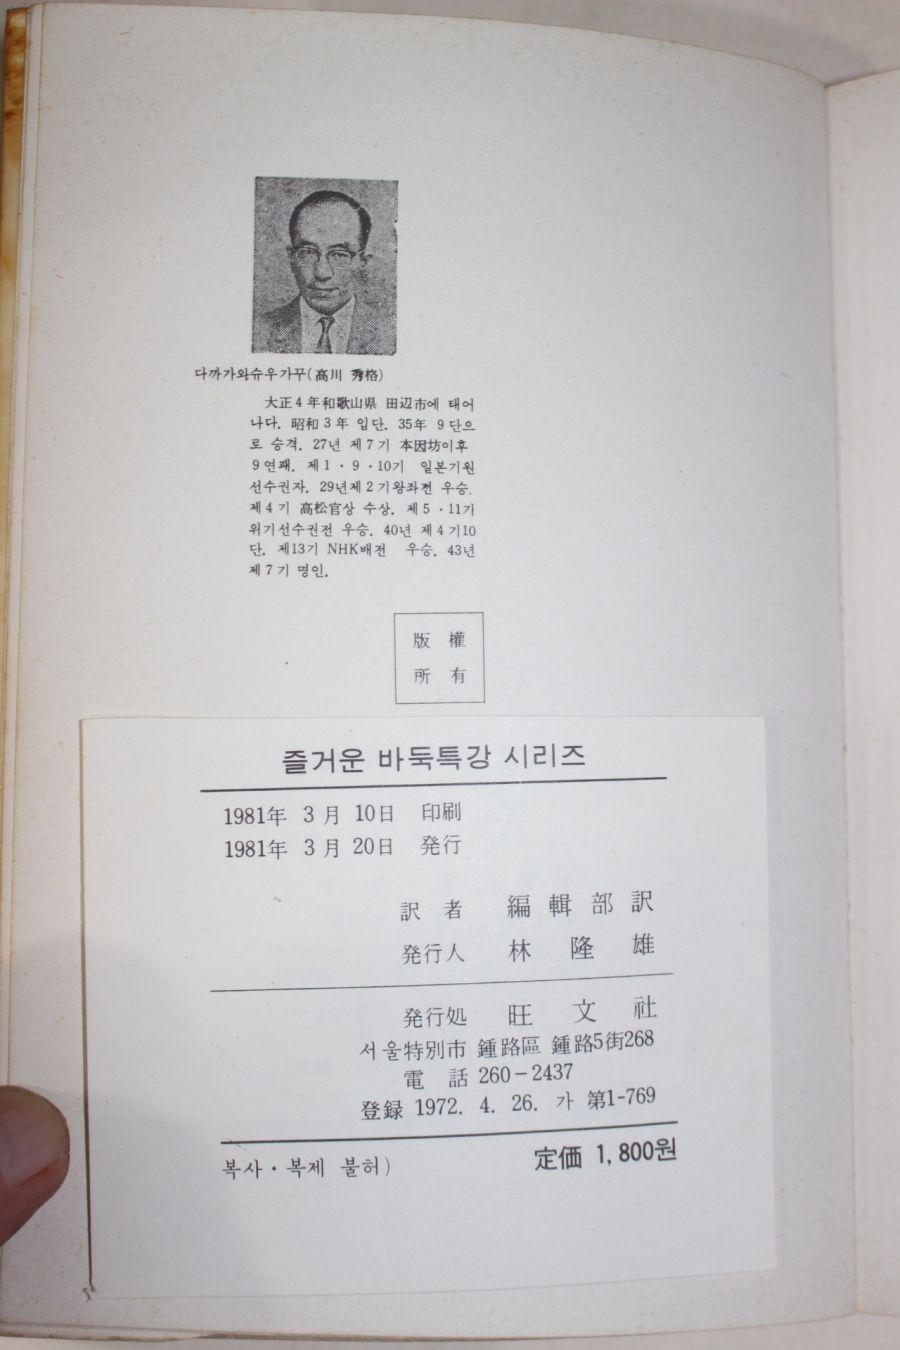 다까가와슈우가꾸(高川 秀格)
大正4年和歌山県 田辺市에 태어
나다. 昭和3年 입단. 35年 9단으
로 승격. 27년 제7기 本因坊이후
9연패. 제1·9·10기 일본기원
선수권자. 29년제2기왕좌전 우승.
제4기 高松宮상 수상. 제5·11기
위기선수권전 우승. 40년 제4기10
단. 제13기 NHK배전 우승. 43년
제7기 명인.
版 權
所 有
즐거운 바둑특강 시리즈
1981年 3月 10日 印刷
1981年 3月 20日 発行
訳 者 編輯部訳
発行人 林 隆 雄
発行処 旺 文 社
서울特別市 鍾路區 鍾路5街268
電 話 260-2437
登録 1972. 4. 26. 가 第1-769
복사·복제 불허)
定価 1,800원